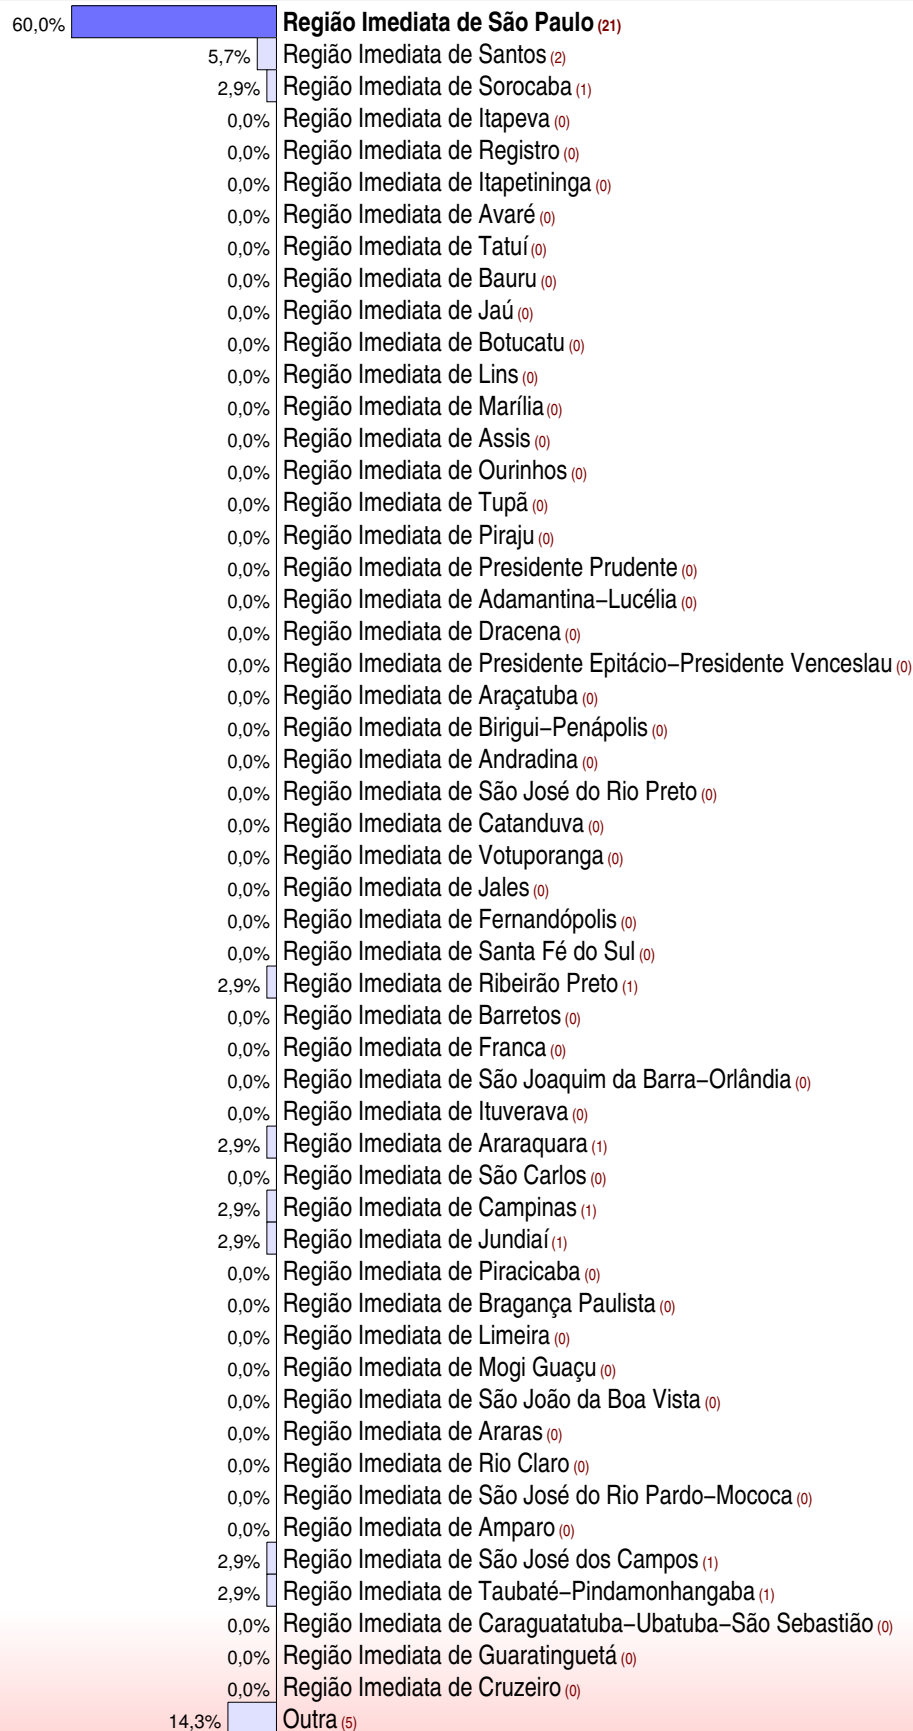 60,0% Região Imediata de São Paulo (21)
5,7% Região Imediata de Santos (2)
2,9% Região Imediata de Sorocaba (1)
0,0% Região Imediata de Itapeva (0)
0,0% Região Imediata de Registro (0)
0,0% Região Imediata de Itapetininga (0)
0,0% Região Imediata de Avaré (0)
0,0% Região Imediata de Tatuí (0)
0,0% Região Imediata de Bauru (0)
0,0% Região Imediata de Jaú (0)
0,0% Região Imediata de Botucatu (0)
0,0% Região Imediata de Lins (0)
0,0% Região Imediata de Marília (0)
0,0% Região Imediata de Assis (0)
0,0% Região Imediata de Ourinhos (0)
0,0% Região Imediata de Tupã (0)
0,0% Região Imediata de Piraju (0)
0,0% Região Imediata de Presidente Prudente (0)
0,0% Região Imediata de Adamantina−Lucélia (0)
0,0% Região Imediata de Dracena (0)
0,0% Região Imediata de Presidente Epitácio−Presidente Venceslau (0)
0,0% Região Imediata de Araçatuba (0)
0,0% Região Imediata de Birigui−Penápolis (0)
0,0% Região Imediata de Andradina (0)
0,0% Região Imediata de São José do Rio Preto (0)
0,0% Região Imediata de Catanduva (0)
0,0% Região Imediata de Votuporanga (0)
0,0% Região Imediata de Jales (0)
0,0% Região Imediata de Fernandópolis (0)
0,0% Região Imediata de Santa Fé do Sul (0)
2,9% Região Imediata de Ribeirão Preto (1)
0,0% Região Imediata de Barretos (0)
0,0% Região Imediata de Franca (0)
0,0% Região Imediata de São Joaquim da Barra−Orlândia (0)
0,0% Região Imediata de Ituverava (0)
2,9% Região Imediata de Araraquara (1)
0,0% Região Imediata de São Carlos (0)
2,9% Região Imediata de Campinas (1)
2,9% Região Imediata de Jundiaí (1)
0,0% Região Imediata de Piracicaba (0)
0,0% Região Imediata de Bragança Paulista (0)
0,0% Região Imediata de Limeira (0)
0,0% Região Imediata de Mogi Guaçu (0)
0,0% Região Imediata de São João da Boa Vista (0)
0,0% Região Imediata de Araras (0)
0,0% Região Imediata de Rio Claro (0)
0,0% Região Imediata de São José do Rio Pardo−Mococa (0)
0,0% Região Imediata de Amparo (0)
2,9% Região Imediata de São José dos Campos (1)
2,9% Região Imediata de Taubaté−Pindamonhangaba (1)
0,0% Região Imediata de Caraguatatuba−Ubatuba−São Sebastião (0)
0,0% Região Imediata de Guaratinguetá (0)
0,0% Região Imediata de Cruzeiro (0)
14,3% Outra (5)